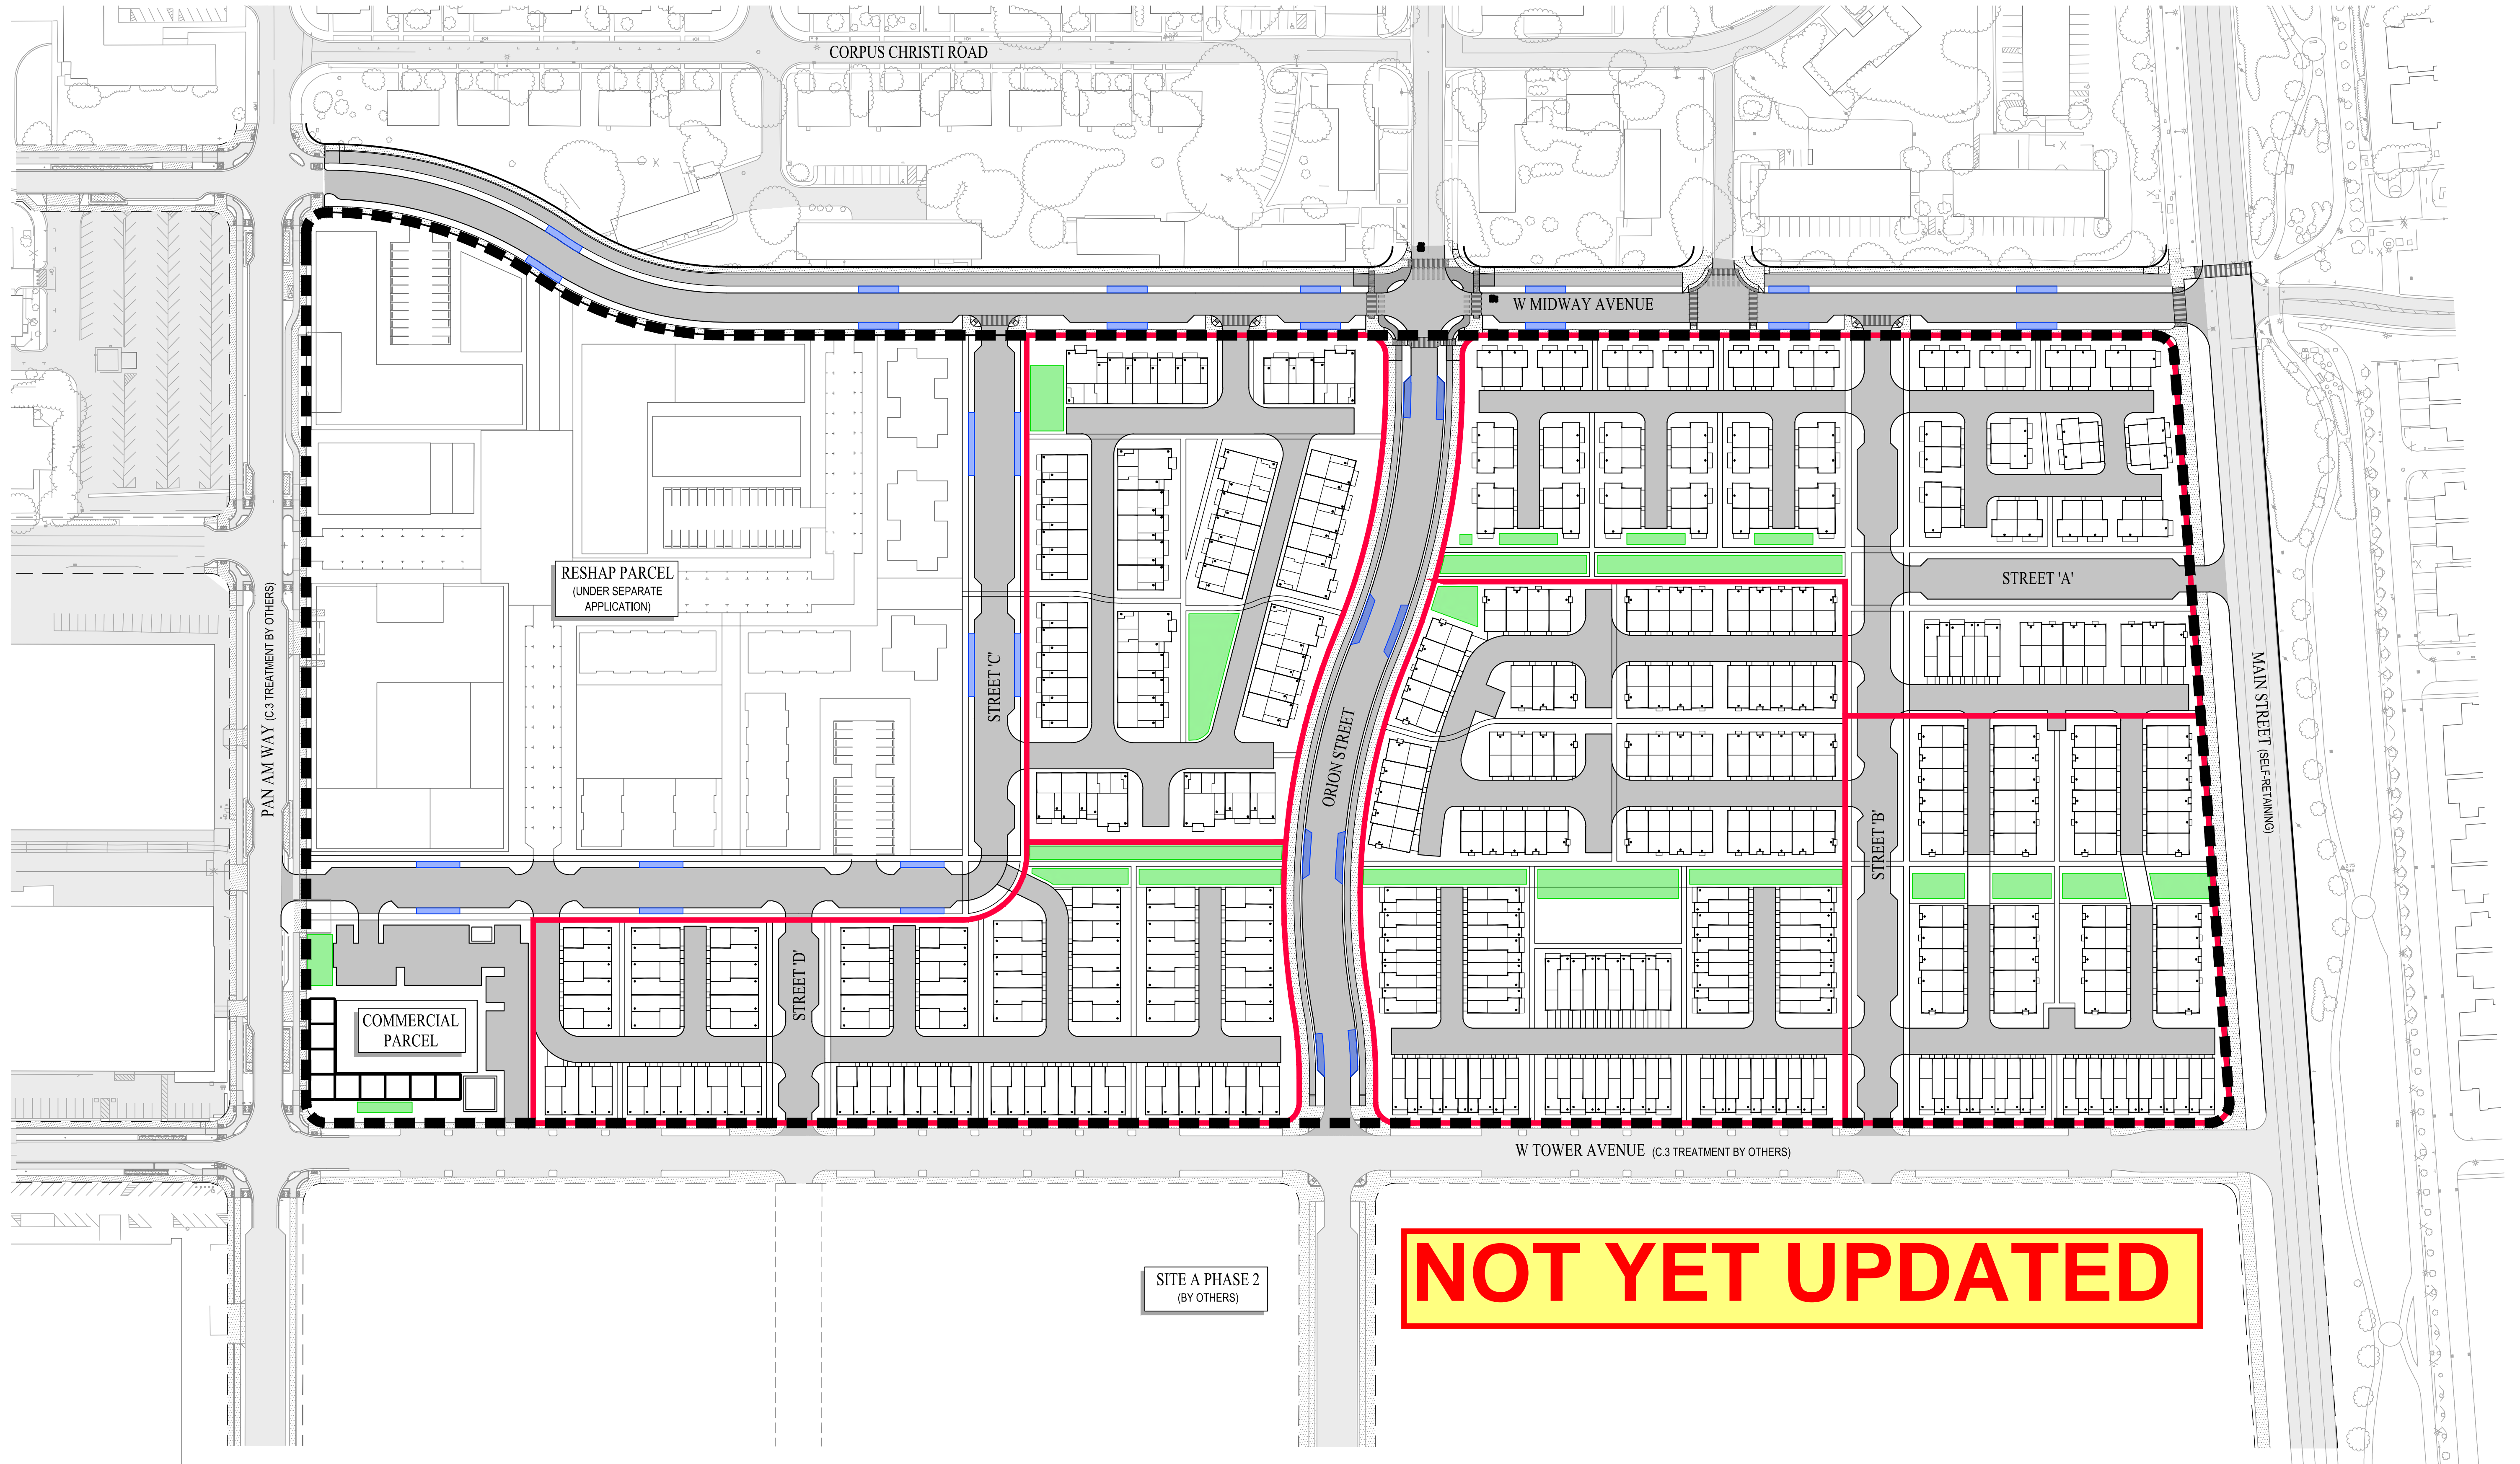 CORPUS CHRISTI ROAD
W MIDWAY AVENUE
RESHAP PARCEL
(UNDER SEPARATE
APPLICATION)
STREET 'A'
PAN AM WAY (C.3 TREATMENT BY OTHERS)
STREET 'C'
ORION STREET
MAIN STREET (SELF-RETAINING)
STREET 'B'
STREET 'D'
COMMERCIAL
PARCEL
W TOWER AVENUE (C.3 TREATMENT BY OTHERS)
SITE A PHASE 2
(BY OTHERS)
NOT YET UPDATED